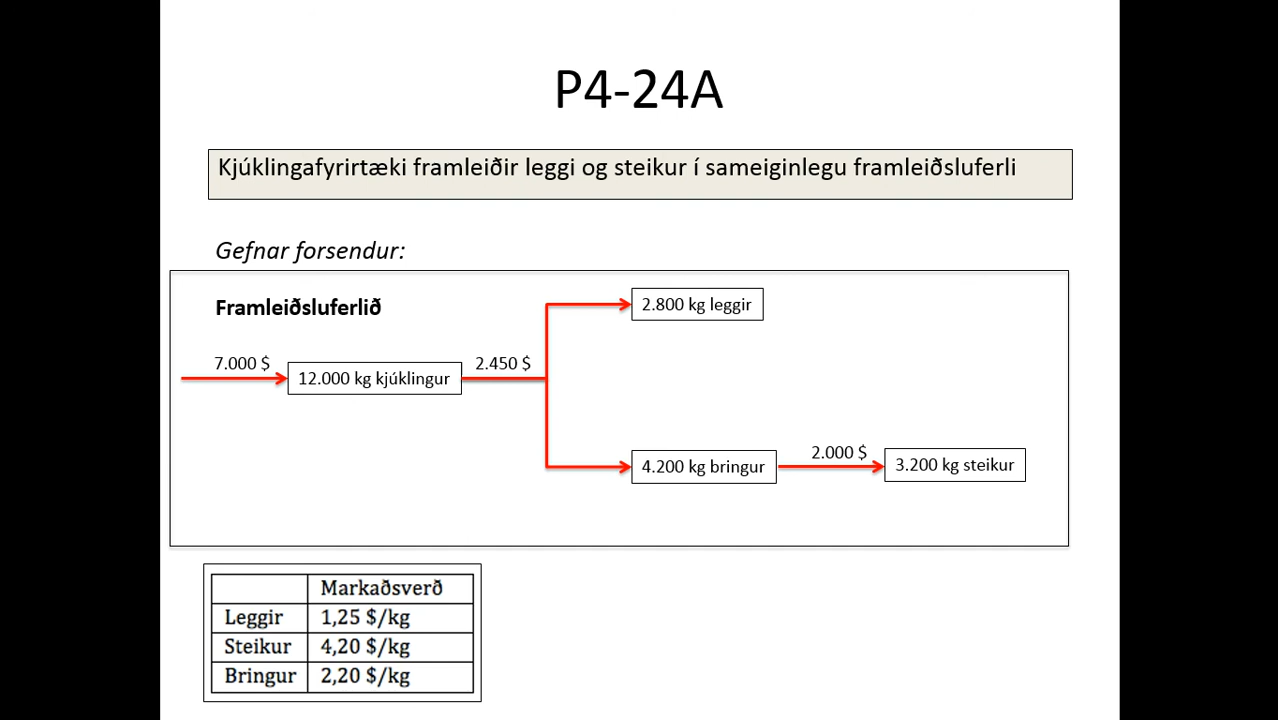 P4-24A
Kjúklingafyrirtæki framleiðir leggi og steikur í sameiginlegu framleiðsluferli
Gefnar forsendur:
Framleiðsluferlið
2.800 kg leggir
7.000 $
12.000 kg kjúklingur
2.450 $
4.200 kg bringur
2.000 $
3.200 kg steikur
Markaðsverð
Leggir 1,25 $/kg
Steikur 4,20 $/kg
Bringur 2,20 $/kg